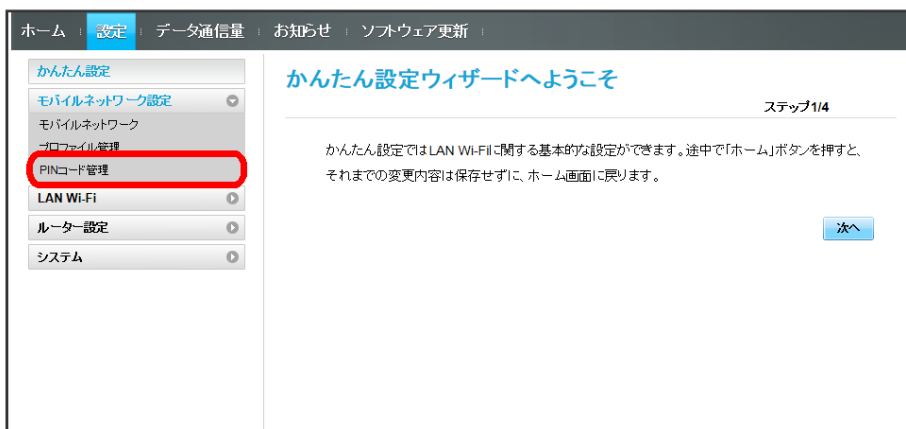 ホーム 設定 データ通信量 お知らせ ソフトウェア更新
かんたん設定
モバイルネットワーク設定
モバイルネットワーク
プロファイル管理
PINコード管理
LAN Wi-Fi
ルーター設定
システム
かんたん設定ウィザードへようこそ
ステップ1/4
かんたん設定ではLAN Wi-Fiに関する基本的な設定ができます。途中で「ホーム」ボタンを押すと、
それまでの変更内容は保存せずに、ホーム画面に戻ります。
次へ